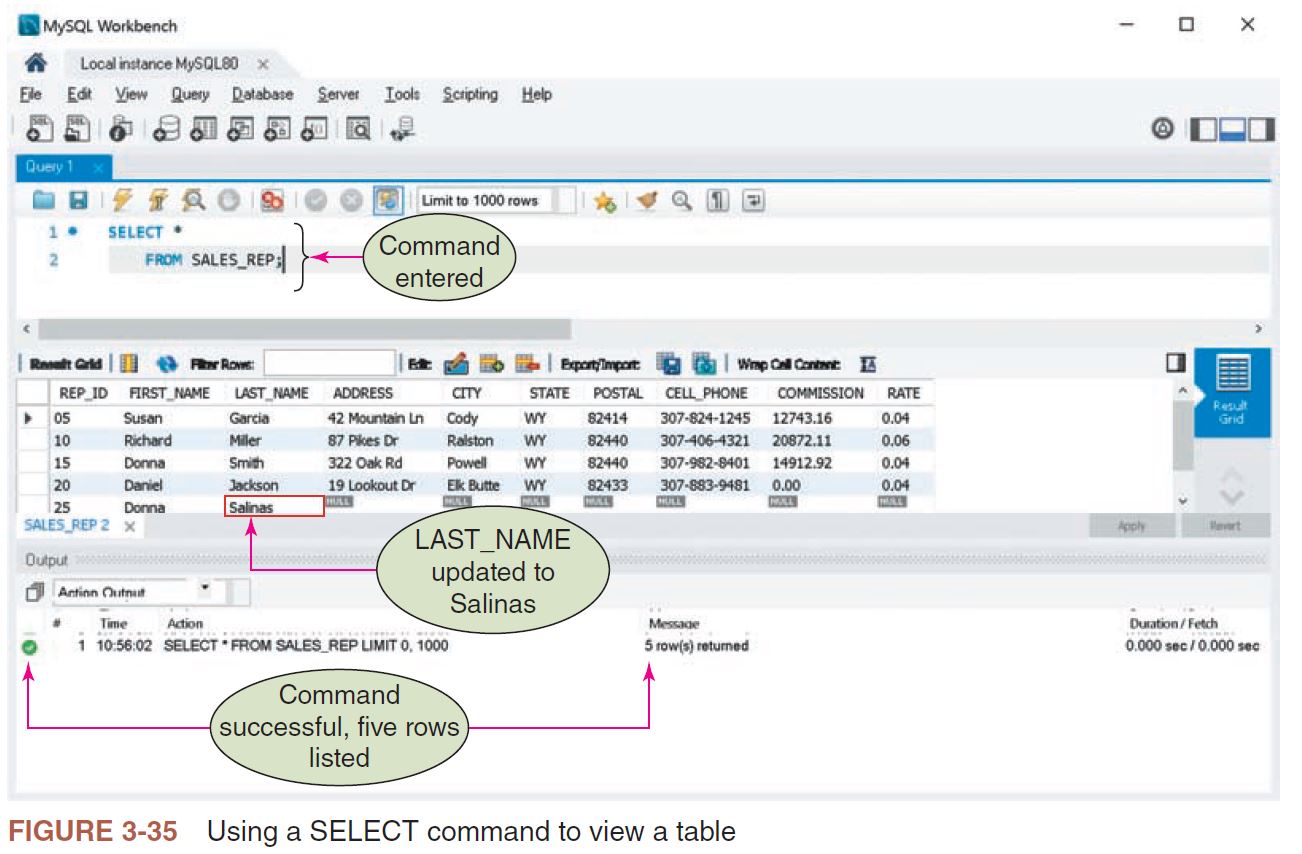 MySQL Workbench
Local instance MySQL80
File Edit View Query Database Server Tools Scripting Help
Query 1
Limit to 1000 rows
1 SELECT *
2 FROM SALES_REP;
Command
entered
Result Grid Filter Rows: Edit: Export/Import: Wrap Cell Content:
REP_ID FIRST_NAME LAST_NAME ADDRESS CITY STATE POSTAL CELL_PHONE COMMISSION RATE
05 Susan Garcia 42 Mountain Ln Cody WY 82414 307-824-1245 12743.16 0.04
10 Richard Miller 87 Pikes Dr Ralston WY 82440 307-406-4321 20872.11 0.06
15 Donna Smith 322 Oak Rd Powell WY 82440 307-982-8401 14912.92 0.04
20 Daniel Jackson 19 Lookout Dr Elk Butte WY 82433 307-883-9481 0.00 0.04
25 Donna Salinas NULL NULL NULL NULL NULL NULL NULL
Result
Grid
SALES_REP 2
Apply Revert
LAST_NAME
updated to
Salinas
Output
Action Output
# Time Action Message Duration / Fetch
1 10:56:02 SELECT * FROM SALES_REP LIMIT 0, 1000 5 row(s) returned 0.000 sec / 0.000 sec
Command
successful, five rows
listed
FIGURE 3-35 Using a SELECT command to view a table